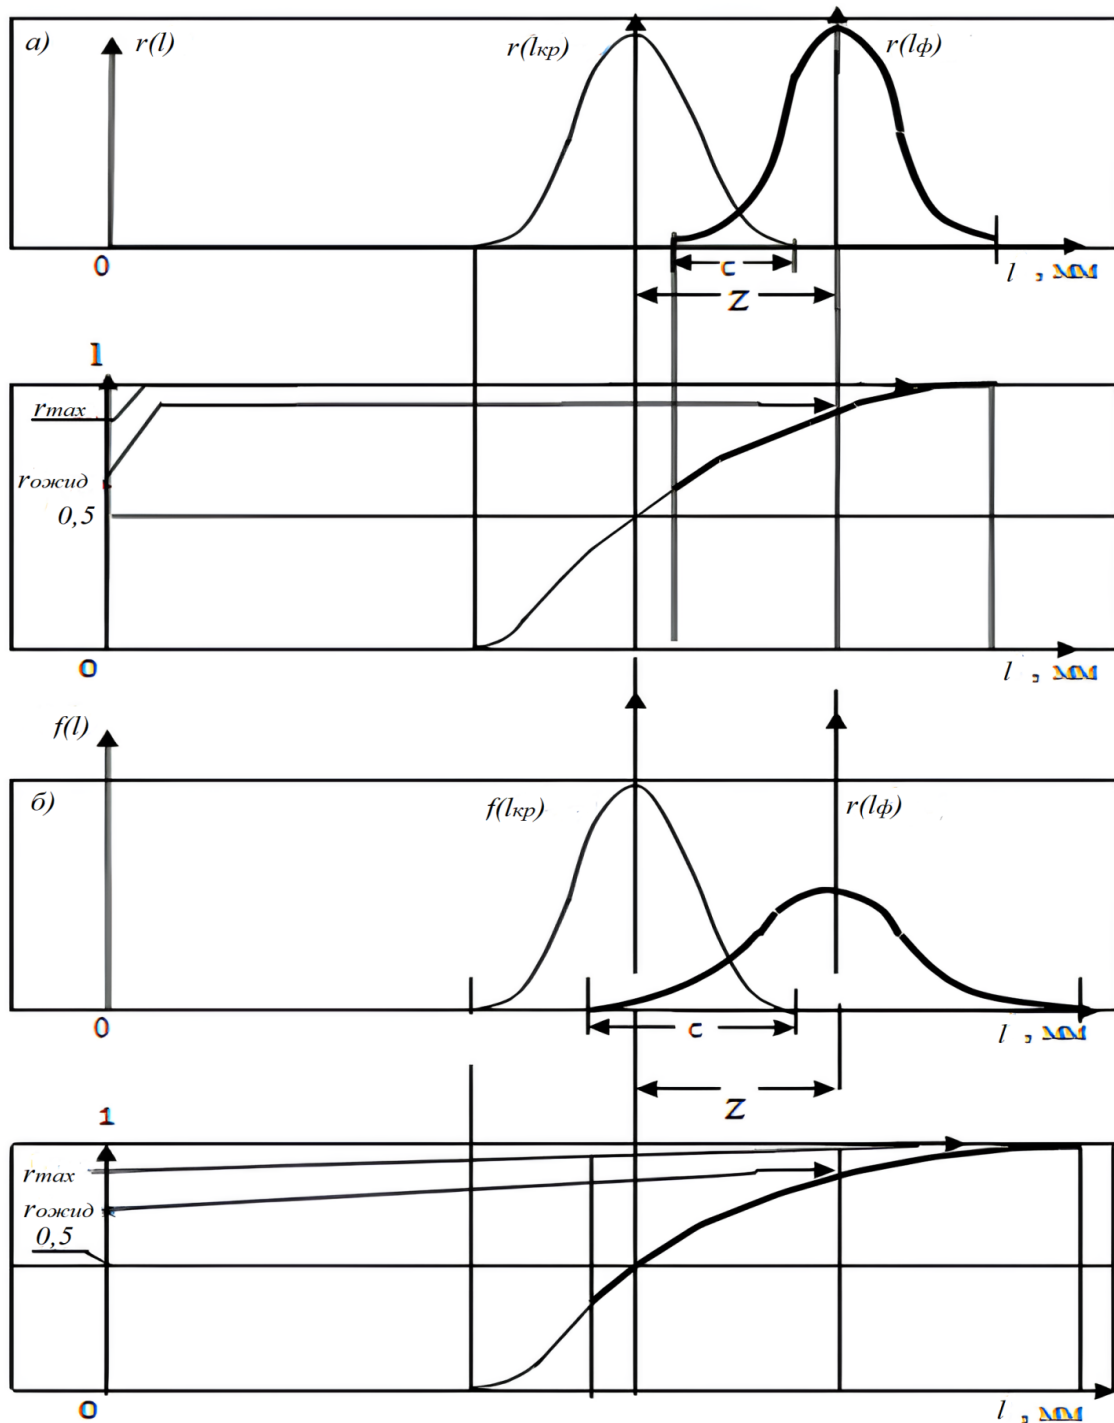 а) r(l) r(lкр) r(lф)
0 c l , мм
Z
1
rmax
rожид
0,5
0 l , мм
f(l)
б) f(lкр) r(lф)
0 c l , мм
Z
1
rmax
rожид
0,5
0 l , мм